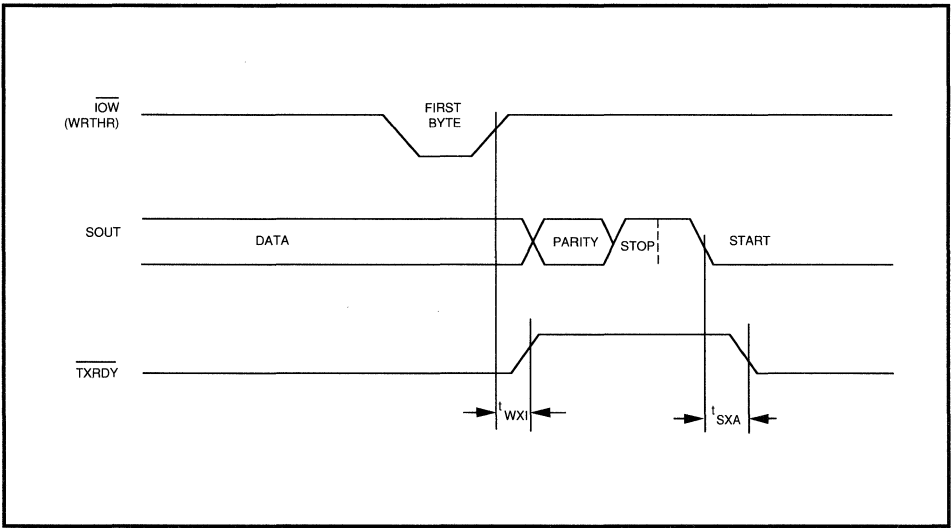 IOW
(WRTHR)
FIRST
BYTE
SOUT
DATA
PARITY
STOP
START
TXRDY
tWXI
tSXA